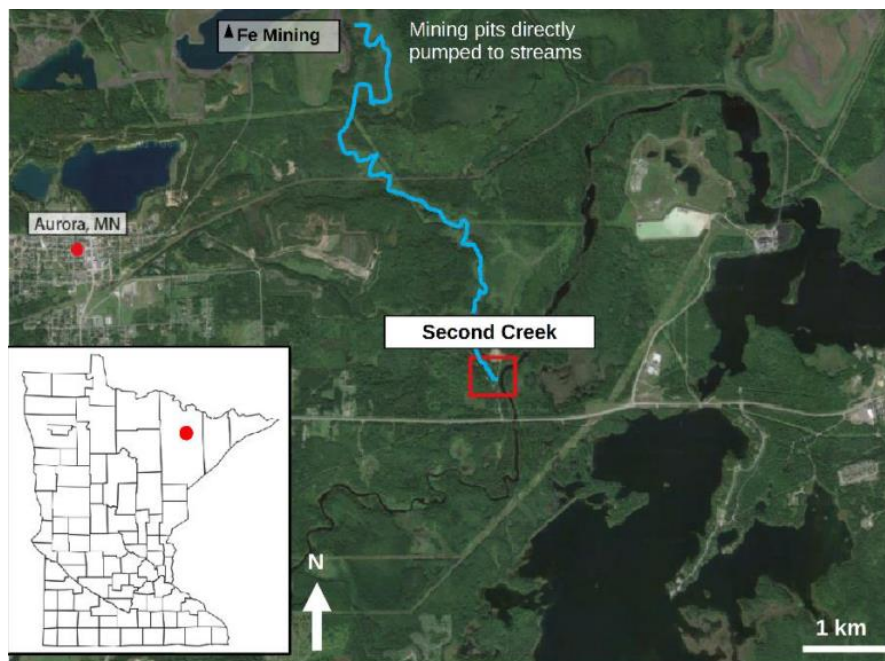 Fe Mining
Mining pits directly
pumped to streams
Aurora, MN
Second Creek
N
1 km